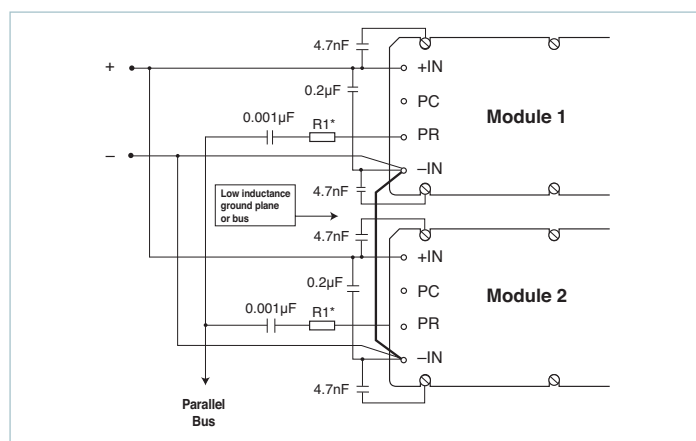 4.7nF
+
+IN
0.2µF
PC
Module 1
0.001µF
R1*
PR
–
–IN
4.7nF
Low inductance
ground plane
or bus
4.7nF
+IN
0.2µF
PC
Module 2
0.001µF
R1*
PR
–IN
4.7nF
Parallel
Bus